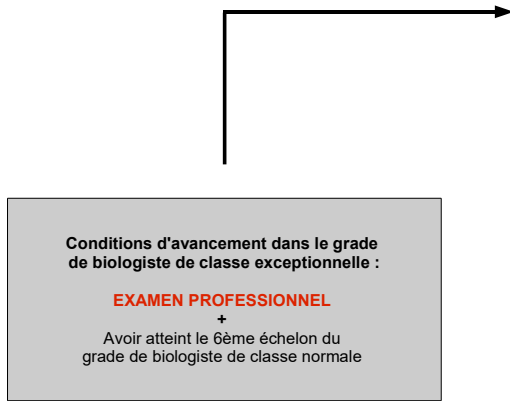 Conditions d'avancement dans le grade
de biologiste de classe exceptionnelle :
EXAMEN PROFESSIONNEL
+
Avoir atteint le 6ème échelon du
grade de biologiste de classe normale